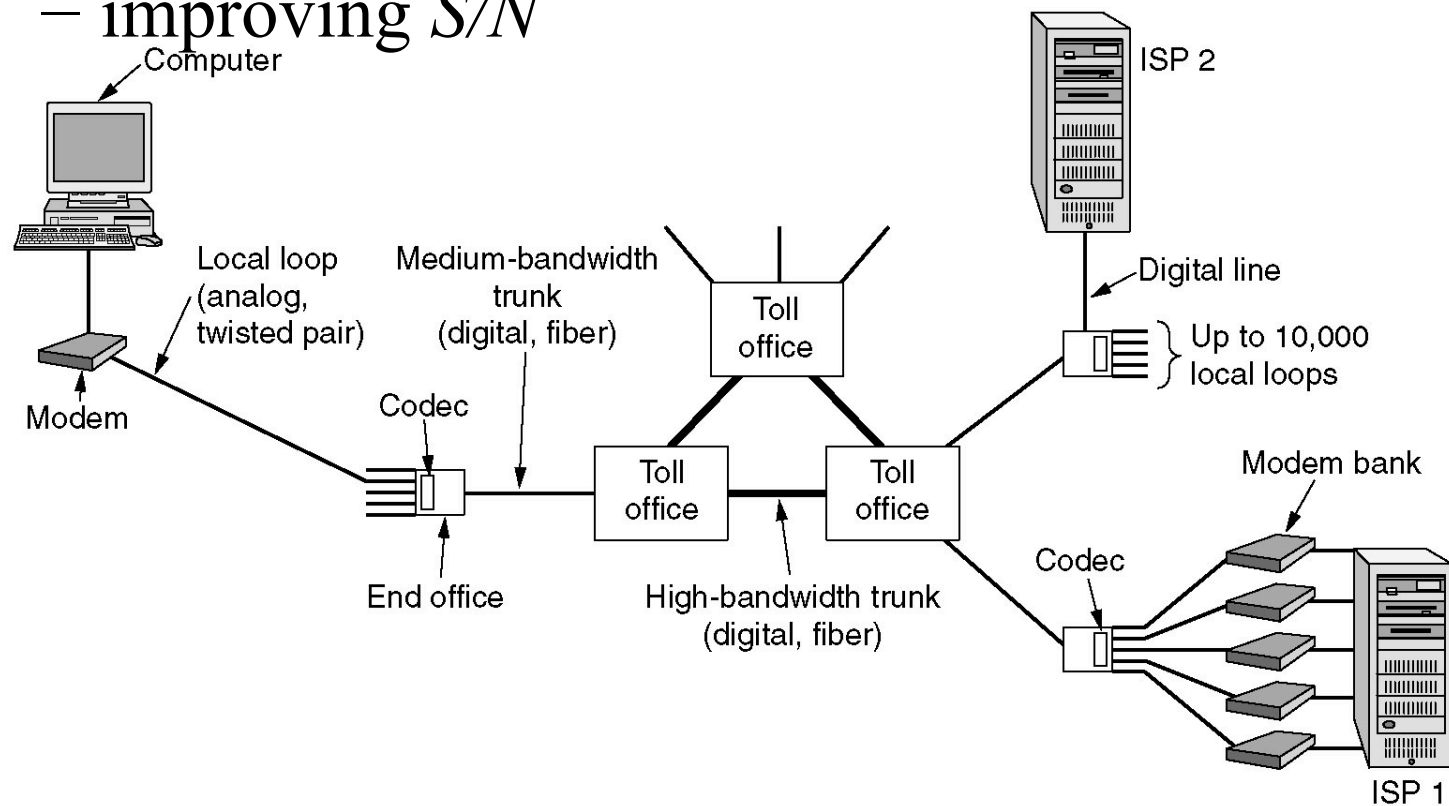 – improving S/N
Computer
ISP 2
Local loop
(analog,
twisted pair)
Medium-bandwidth
trunk
(digital, fiber)
Toll
office
Digital line
Up to 10,000
local loops
Modem
Codec
Toll
office
Toll
office
Modem bank
End office
High-bandwidth trunk
(digital, fiber)
Codec
ISP 1